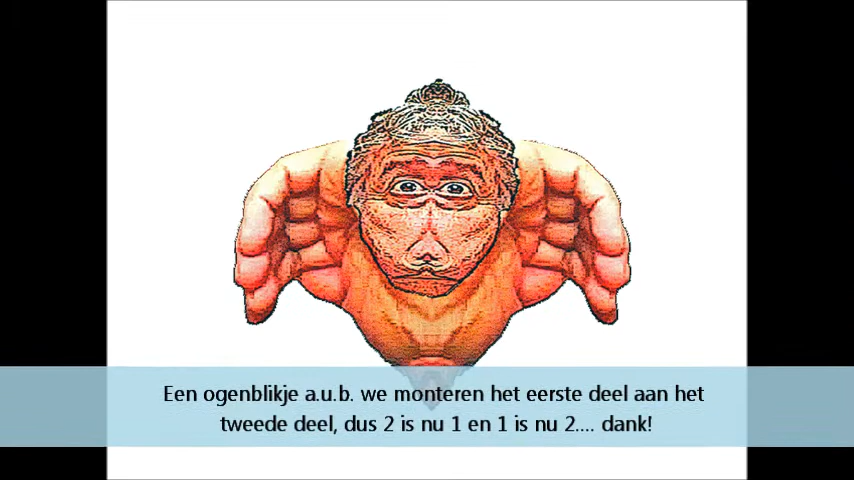 Een ogenblikje a.u.b. we monteren het eerste deel aan het
tweede deel, dus 2 is nu 1 en 1 is nu 2.... dank!